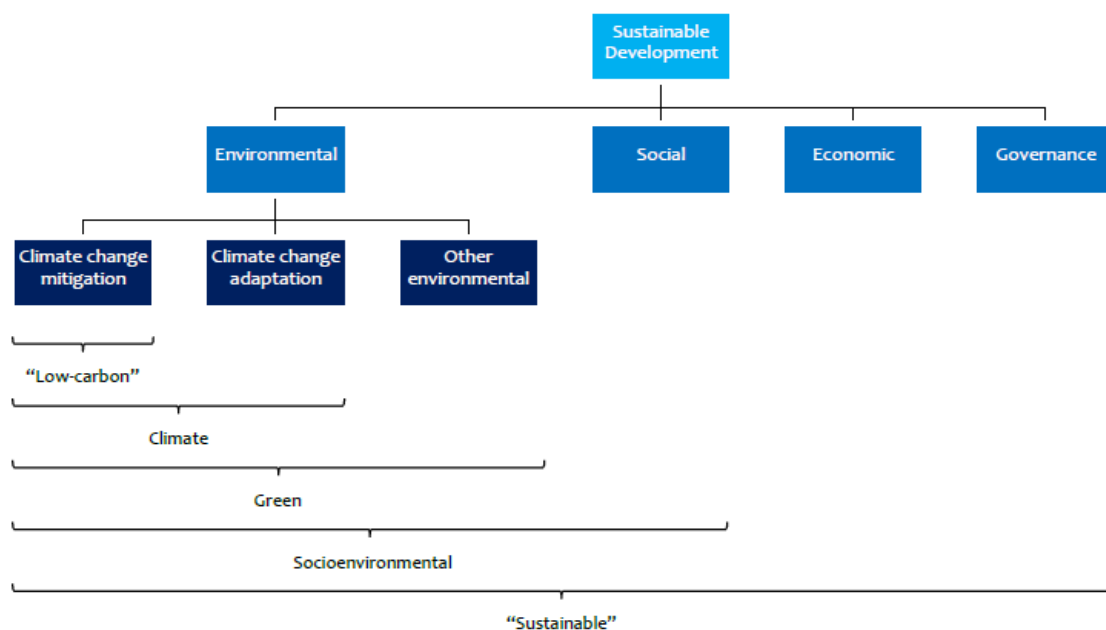 Sustainable
Development
Environmental
Social
Economic
Governance
Climate change
mitigation
Climate change
adaptation
Other
environmental
“Low-carbon”
Climate
Green
Socioenvironmental
“Sustainable”